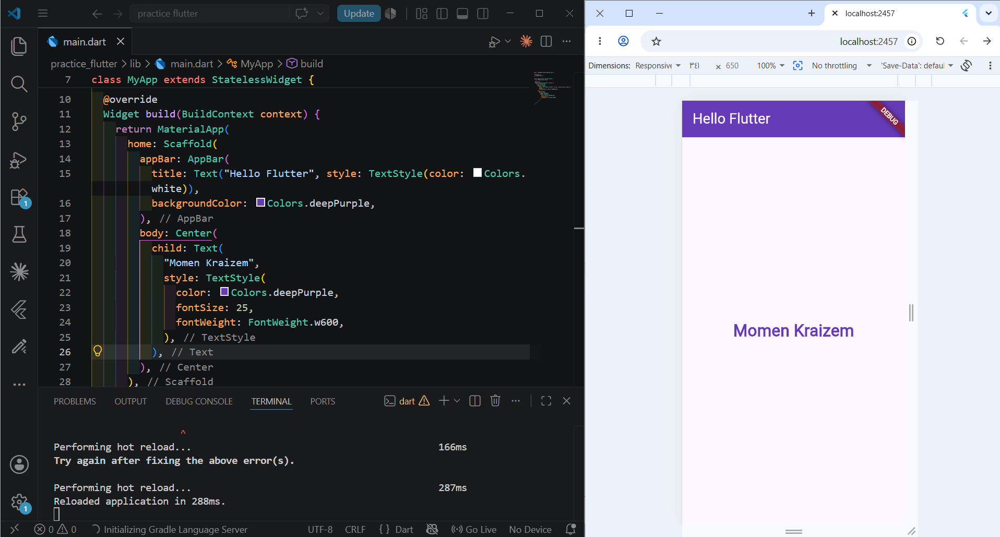 practice flutter
Update
main.dart
practice_flutter > lib > main.dart > MyApp > build
7 class MyApp extends StatelessWidget {
10 @override
11 Widget build(BuildContext context) {
12 return MaterialApp(
13 home: Scaffold(
14 appBar: AppBar(
15 title: Text("Hello Flutter", style: TextStyle(color: Colors.
white)),
16 backgroundColor: Colors.deepPurple,
17 ), // AppBar
18 body: Center(
19 child: Text(
20 "Momen Kraizem",
21 style: TextStyle(
22 color: Colors.deepPurple,
23 fontSize: 25,
24 fontWeight: FontWeight.w600,
25 ), // TextStyle
26 ), // Text
27 ), // Center
28 ), // Scaffold
1
PROBLEMS OUTPUT DEBUG CONSOLE TERMINAL PORTS dart
^
Performing hot reload... 166ms
Try again after fixing the above error(s).
Performing hot reload... 287ms
Reloaded application in 288ms.
1
0 0 Initializing Gradle Language Server UTF-8 CRLF {} Dart Go Live No Device
localhost:2457
localhost:2457
Dimensions: Responsive ٣٤١ × 650 100% No throttling 'Save-Data': defaul
Hello Flutter
DEBUG
Momen Kraizem